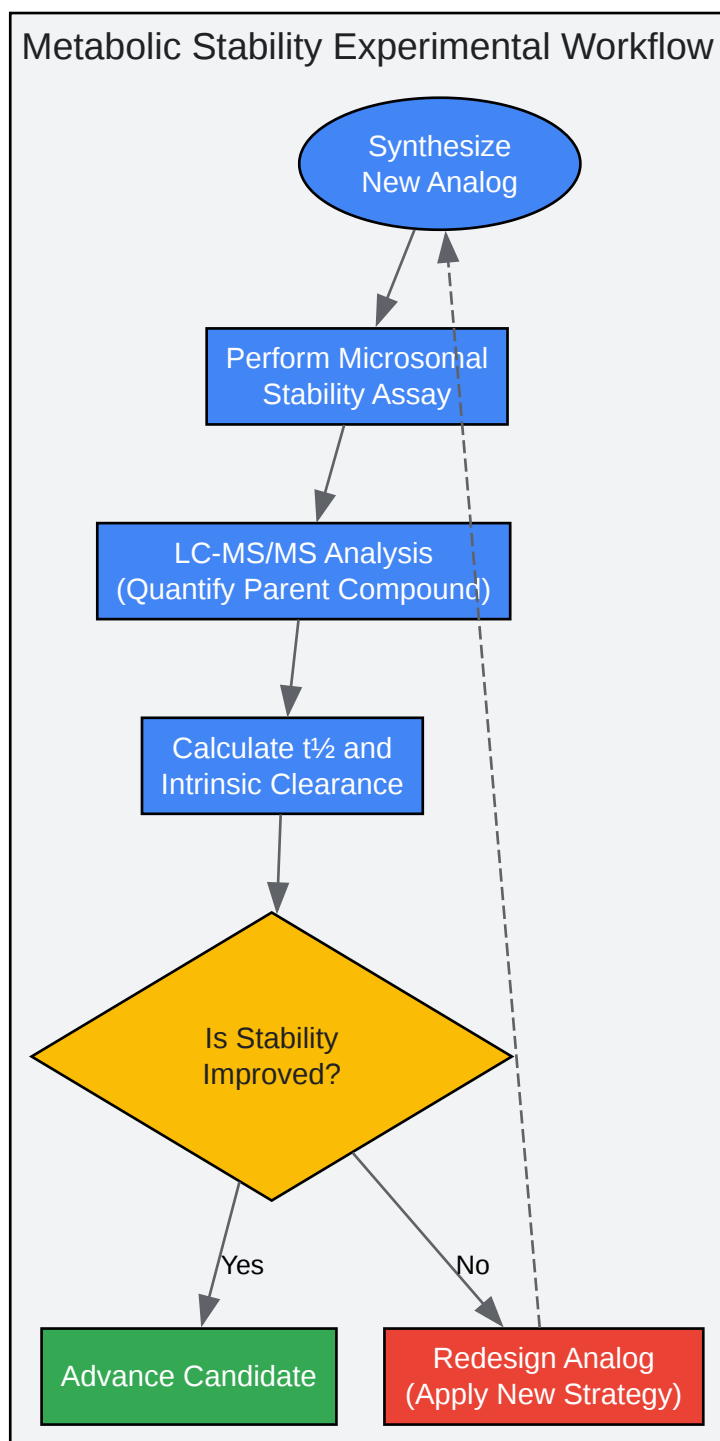 Metabolic Stability Experimental Workflow
Synthesize
New Analog
Perform Microsomal
Stability Assay
LC-MS/MS Analysis
(Quantify Parent Compound)
Calculate t½ and
Intrinsic Clearance
Is Stability
Improved?
Yes
No
Advance Candidate
Redesign Analog
(Apply New Strategy)